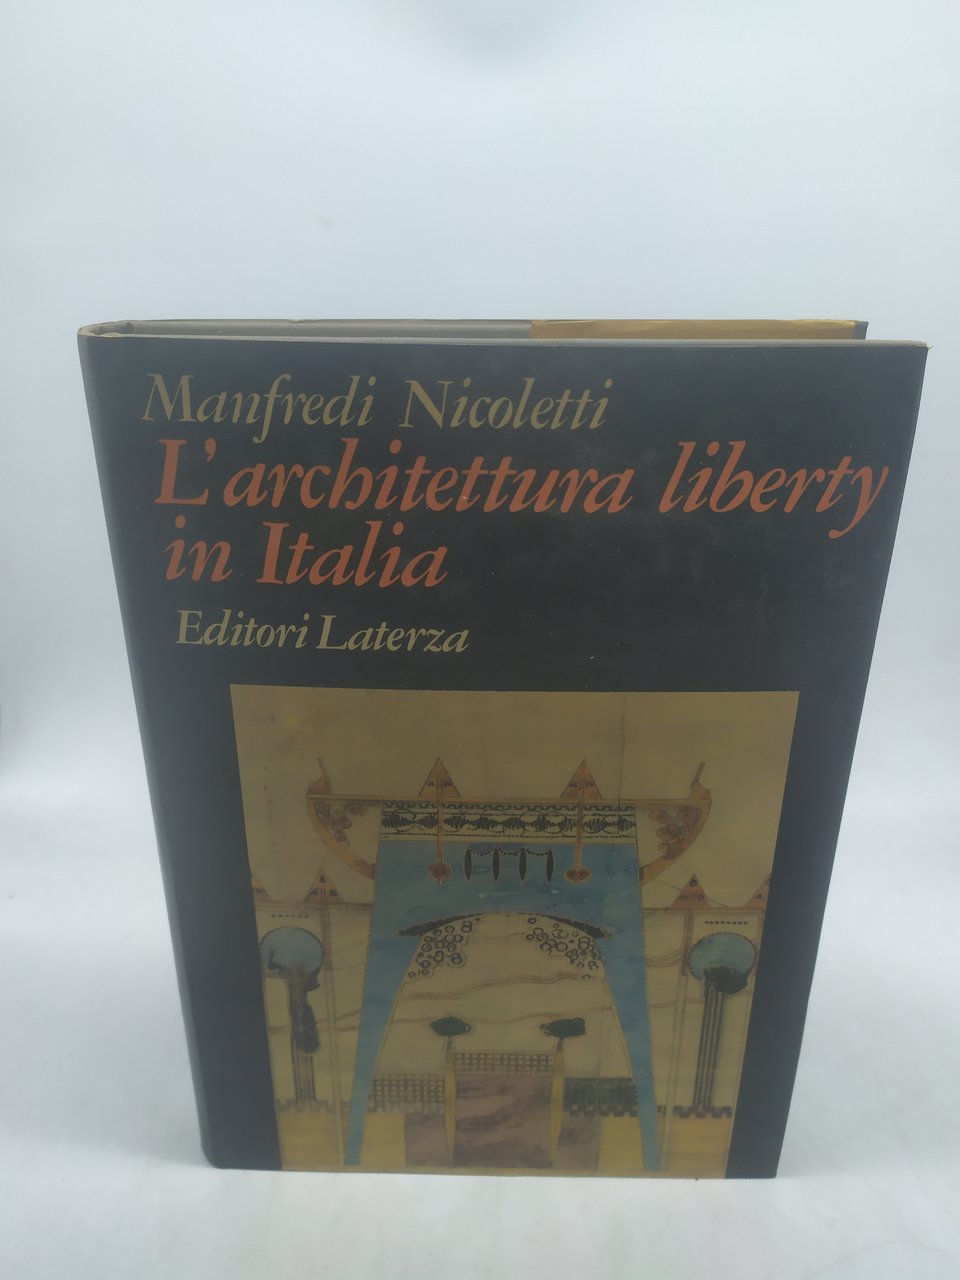 Manfredi Nicoletti
L'architettura liberty
in Italia
Editori Laterza